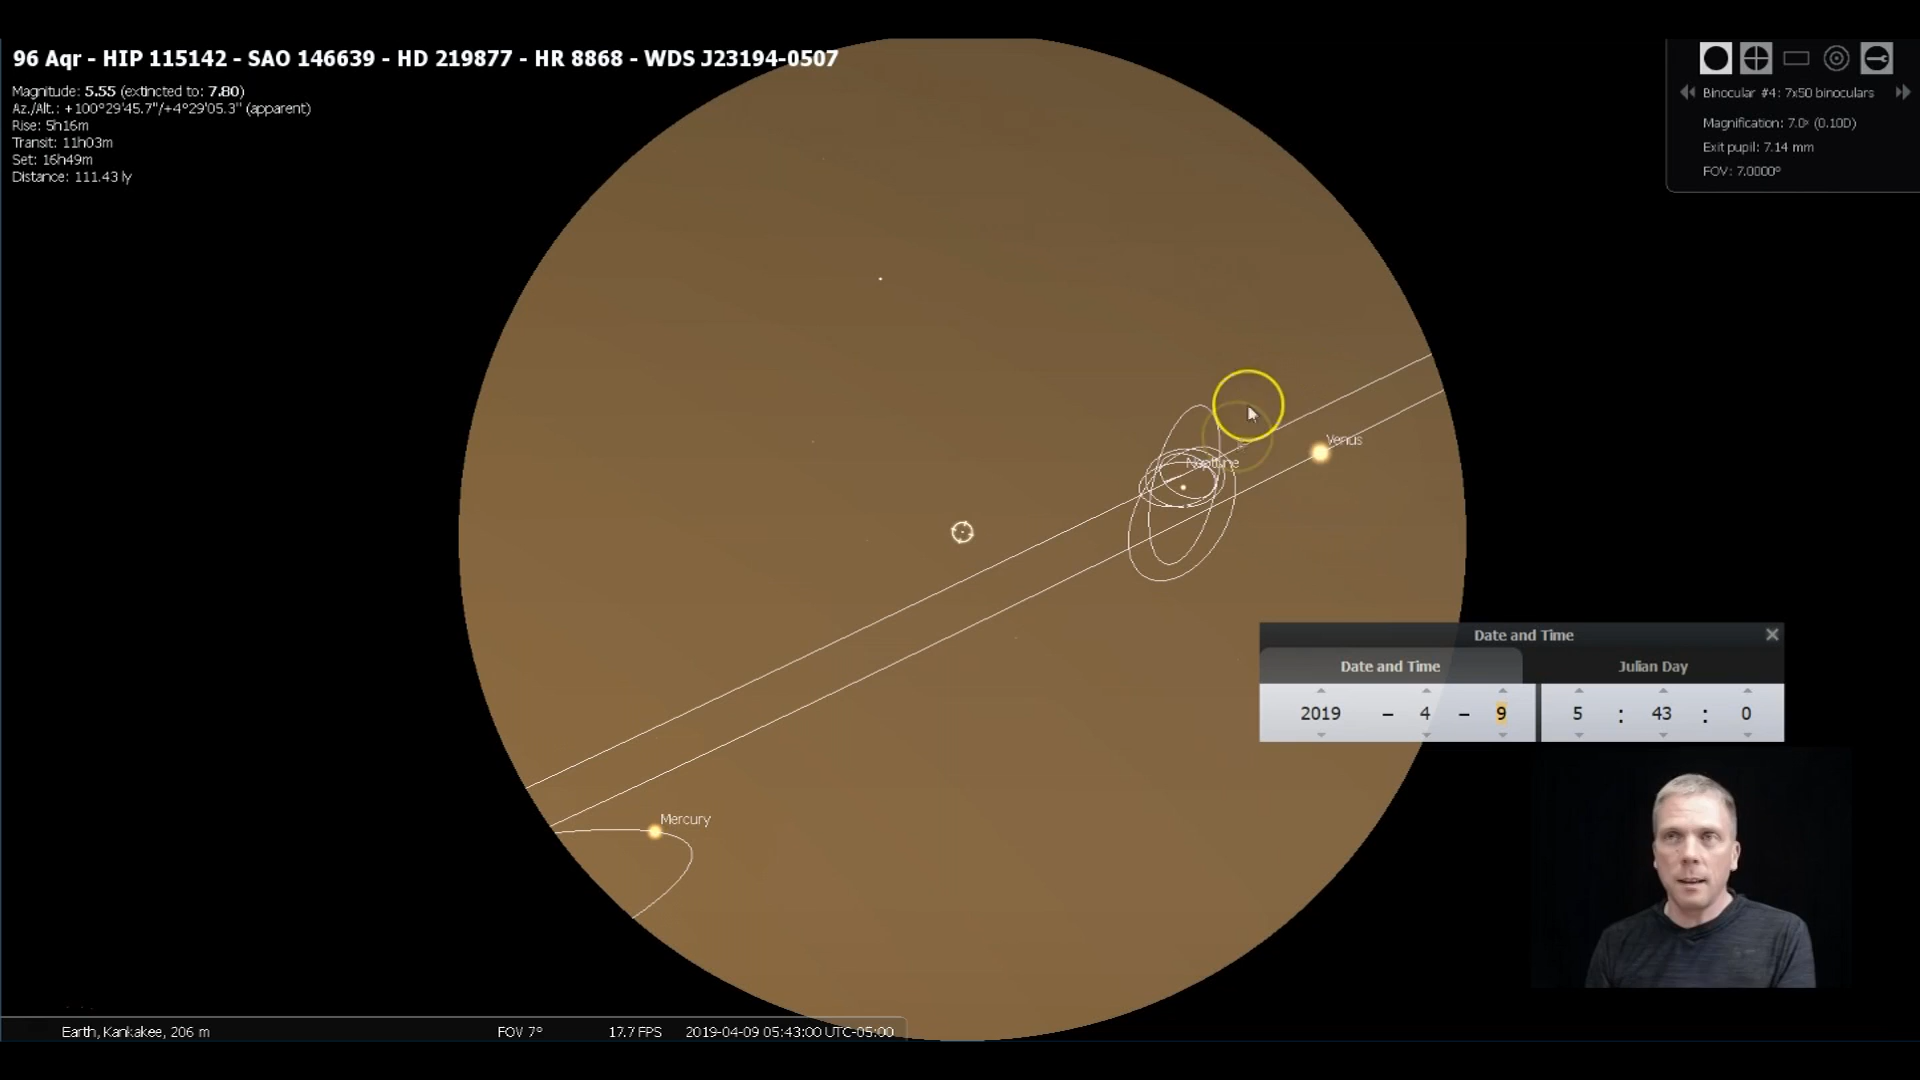 96 Aqr - HIP 115142 - SAO 146639 - HD 219877 - HR 8868 - WDS J23194-0507
Magnitude: 5.55 (extincted to: 7.80)
Az./Alt.: +100°29'45.7"/+4°29'05.3" (apparent)
Rise: 5h16m
Transit: 11h03m
Set: 16h49m
Distance: 111.43 ly
Binocular #4: 7x50 binoculars
Magnification: 7.0× (0.10D)
Exit pupil: 7.14 mm
FOV: 7.0000°
Venus
Neptune
Mercury
Date and Time
Date and Time Julian Day
2019 - 4 - 9 5 : 43 : 0
Earth, Kankakee, 206 m FOV 7° 17.7 FPS 2019-04-09 05:43:00 UTC-05:00